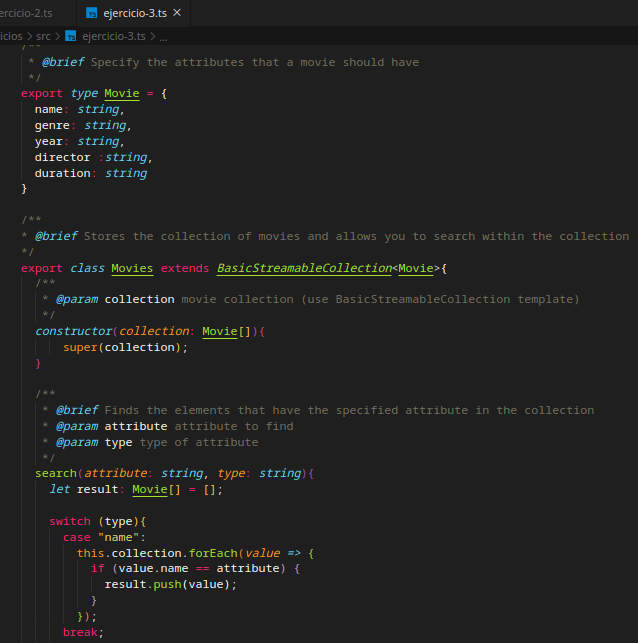 ercicio-2.ts TS ejercicio-3.ts ×
icios > src > TS ejercicio-3.ts > ...
/**
 * @brief Specify the attributes that a movie should have
 */
export type Movie = {
  name: string,
  genre: string,
  year: string,
  director :string,
  duration: string
}

/**
* @brief Stores the collection of movies and allows you to search within the collection
*/
export class Movies extends BasicStreamableCollection<Movie>{
  /**
   * @param collection movie collection (use BasicStreamableCollection template)
   */
  constructor(collection: Movie[]){
      super(collection);
  }

  /**
   * @brief Finds the elements that have the specified attribute in the collection
   * @param attribute attribute to find
   * @param type type of attribute
   */
  search(attribute: string, type: string){
    let result: Movie[] = [];

    switch (type){
      case "name":
        this.collection.forEach(value => {
          if (value.name == attribute) {
            result.push(value);
          }
        });
      break;